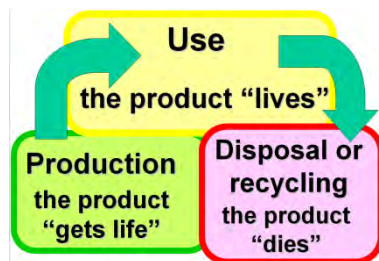 Use
the product “lives”
Production
the product
“gets life”
Disposal or
recycling
the product
“dies”